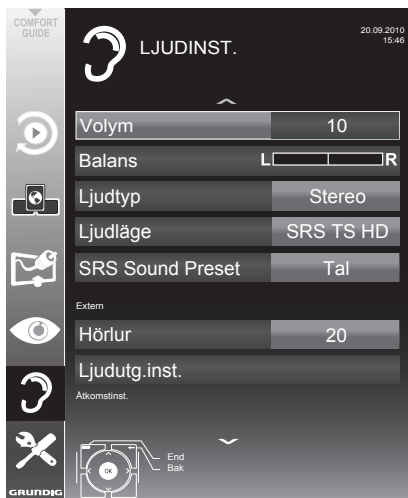 COMFORT
GUIDE
LJUDINST.
20.09.2010
15:46
Volym 10
Balans L R
Ljudtyp Stereo
Ljudläge SRS TS HD
SRS Sound Preset Tal
Extern
Hörlur 20
Ljudutg.inst.
Åtkomstinst.
OK
End
Bak
GRUNDIG